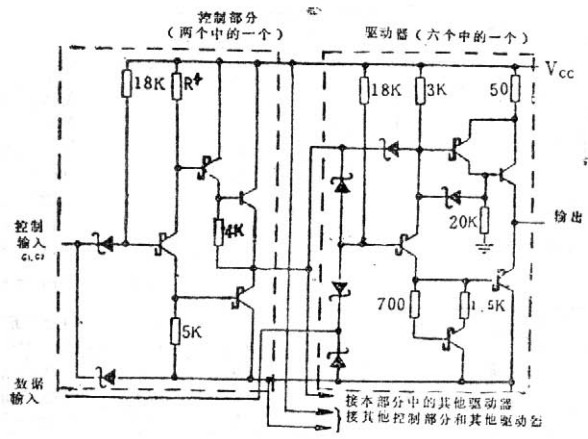 控制部分
（两个中的一个）
驱动器（六个中的一个）
VCC
18K
R
18K
3K
50
4K
20K
控制
输入
G1,G2
输出
700
1.5K
5K
数据
输入
接本部分中的其他驱动器
接其他控制部分和其他驱动器